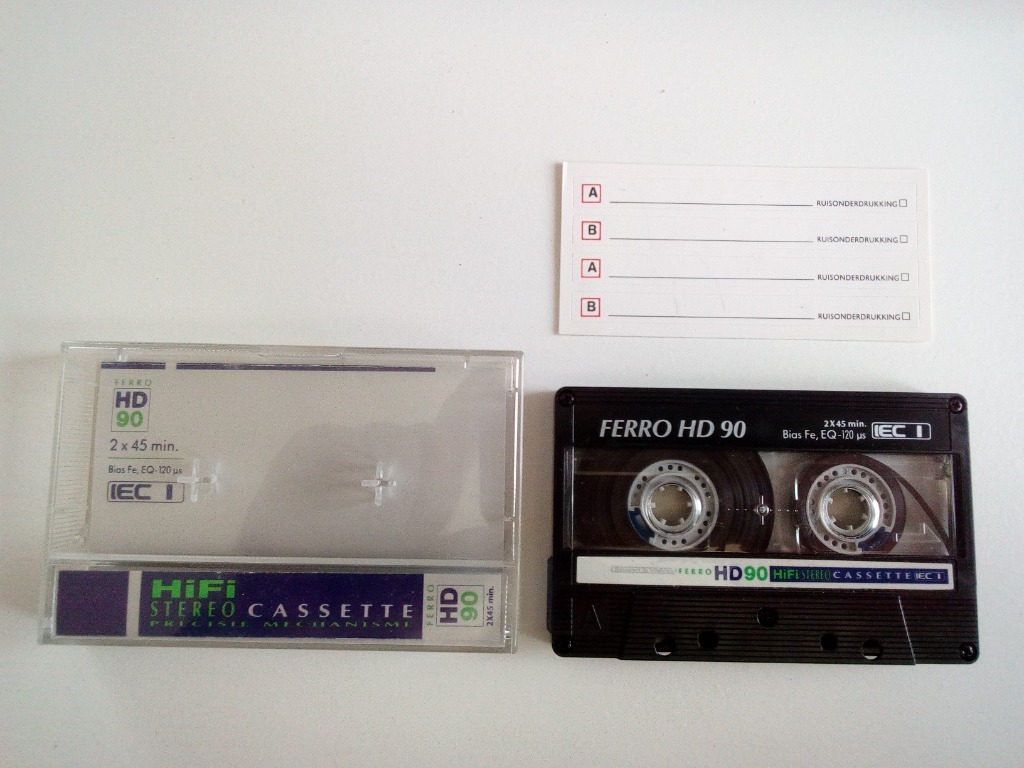 A RUISONDERDRUKKING
B RUISONDERDRUKKING
A RUISONDERDRUKKING
B RUISONDERDRUKKING
FERRO
HD
90
2 x 45 min.
Bias Fe, EQ-120 µs
IEC I
HiFi
STEREO CASSETTE
PRECISIE MECHANISME
FERRO
HD
90
2X45 min.
FERRO HD 90
2X45 min.
Bias Fe, EQ-120 µs
IEC I
FERRO HD90 HiFi STEREO CASSETTE IEC I
A